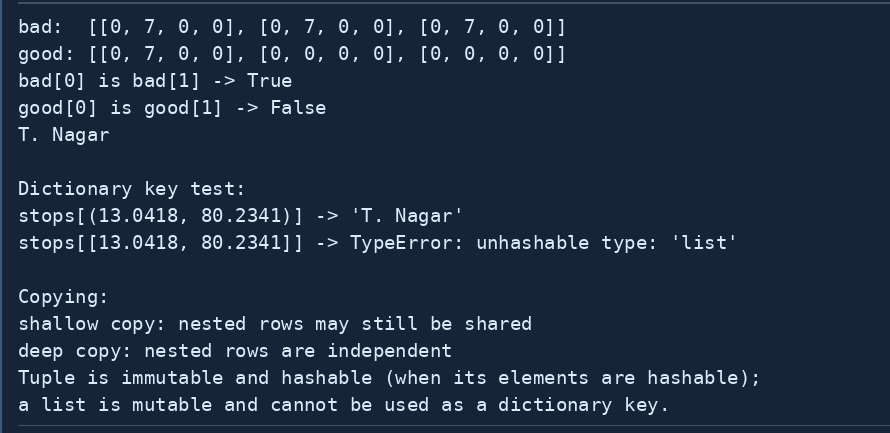 bad:  [[0, 7, 0, 0], [0, 7, 0, 0], [0, 7, 0, 0]]
good: [[0, 7, 0, 0], [0, 0, 0, 0], [0, 0, 0, 0]]
bad[0] is bad[1] -> True
good[0] is good[1] -> False
T. Nagar

Dictionary key test:
stops[(13.0418, 80.2341)] -> 'T. Nagar'
stops[[13.0418, 80.2341]] -> TypeError: unhashable type: 'list'

Copying:
shallow copy: nested rows may still be shared
deep copy: nested rows are independent
Tuple is immutable and hashable (when its elements are hashable);
a list is mutable and cannot be used as a dictionary key.